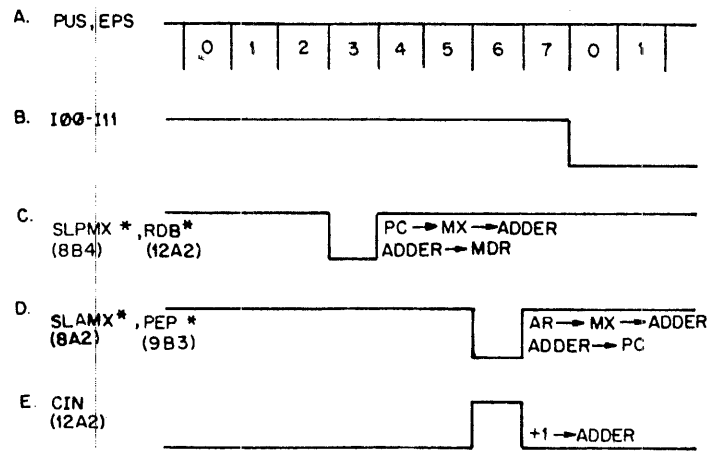 A. PUS, EPS
0 1 2 3 4 5 6 7 0 1
B. I00-I11
C. SLPMX*, RDB*
(8B4) (12A2)
PC→MX→ADDER
ADDER→MDR
D. SLAMX*, PEP*
(8A2) (9B3)
AR→MX→ADDER
ADDER→PC
E. CIN
(12A2)
+1→ADDER